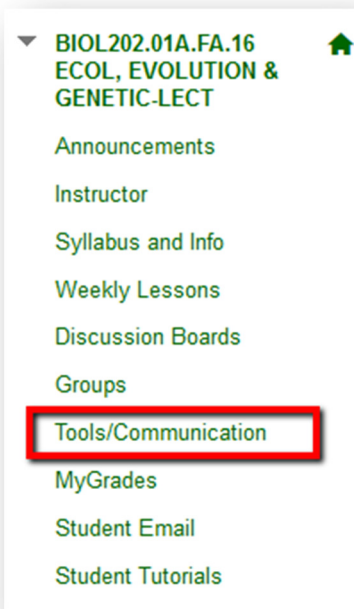 BIOL202.01A.FA.16
ECOL, EVOLUTION &
GENETIC-LECT
Announcements
Instructor
Syllabus and Info
Weekly Lessons
Discussion Boards
Groups
Tools/Communication
MyGrades
Student Email
Student Tutorials